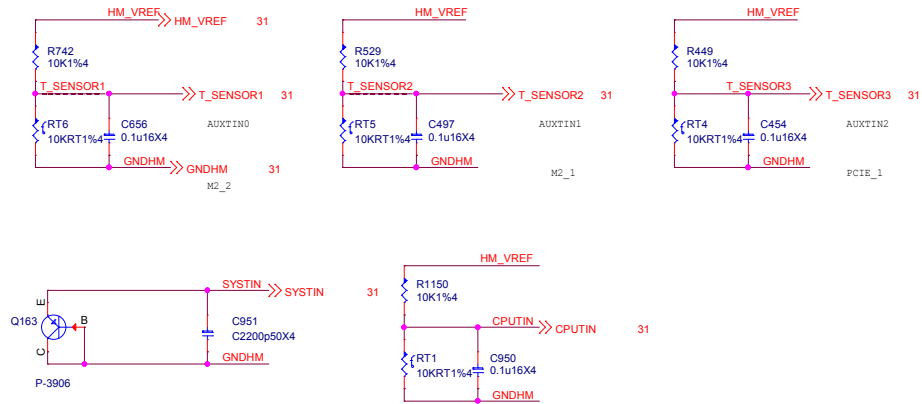 HM_VREF
HM_VREF 31
R742
10K1%4
T_SENSOR1
T_SENSOR1 31
RT6
10KRT1%4
C656
0.1u16X4
AUXTIN0
GNDHM
GNDHM 31
M2_2
HM_VREF
R529
10K1%4
T_SENSOR2
T_SENSOR2 31
RT5
10KRT1%4
C497
0.1u16X4
AUXTIN1
GNDHM
M2_1
HM_VREF
R449
10K1%4
T_SENSOR3
T_SENSOR3 31
RT4
10KRT1%4
C454
0.1u16X4
AUXTIN2
GNDHM
PCIE_1
SYSTIN
SYSTIN 31
E
Q163
B
C
C951
C2200p50X4
GNDHM
P-3906
HM_VREF
R1150
10K1%4
CPUTIN
CPUTIN 31
RT1
10KRT1%4
C950
0.1u16X4
GNDHM